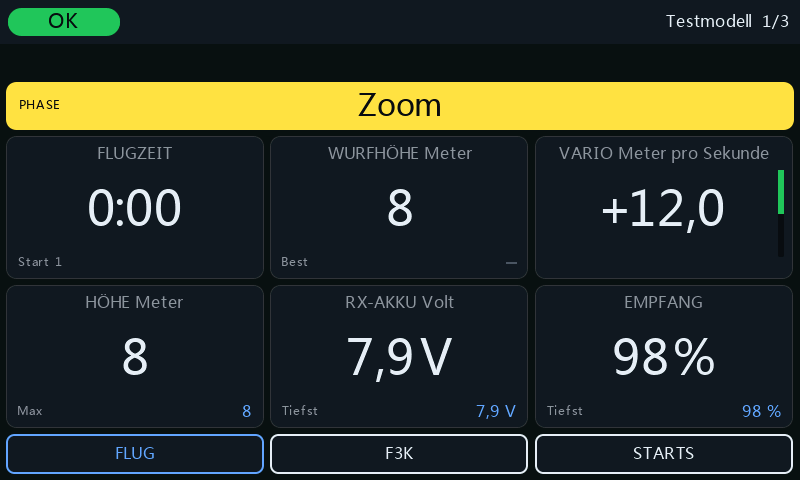 OK
Testmodell 1/3
PHASE
Zoom
FLUGZEIT
0:00
Start 1
WURFHÖHE Meter
8
Best —
VARIO Meter pro Sekunde
+12,0
HÖHE Meter
8
Max 8
RX-AKKU Volt
7,9 V
Tiefst 7,9 V
EMPFANG
98 %
Tiefst 98 %
FLUG
F3K
STARTS